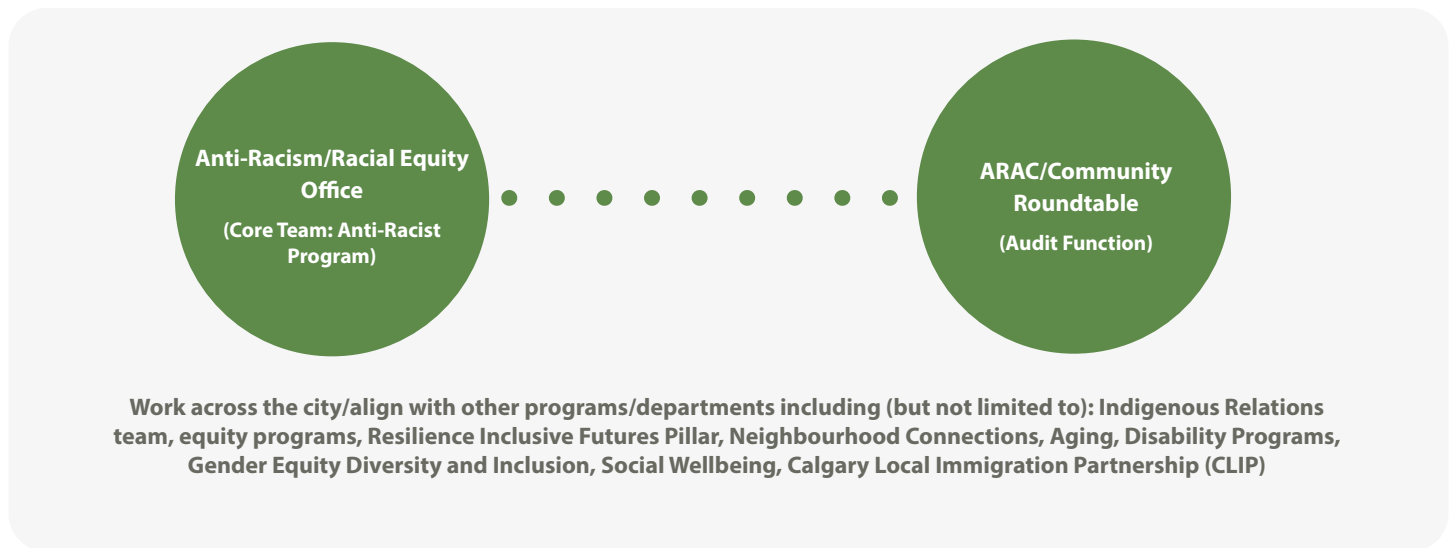 Anti-Racism/Racial Equity
Office
(Core Team: Anti-Racist
Program)
ARAC/Community
Roundtable
(Audit Function)
Work across the city/align with other programs/departments including (but not limited to): Indigenous Relations
team, equity programs, Resilience Inclusive Futures Pillar, Neighbourhood Connections, Aging, Disability Programs,
Gender Equity Diversity and Inclusion, Social Wellbeing, Calgary Local Immigration Partnership (CLIP)